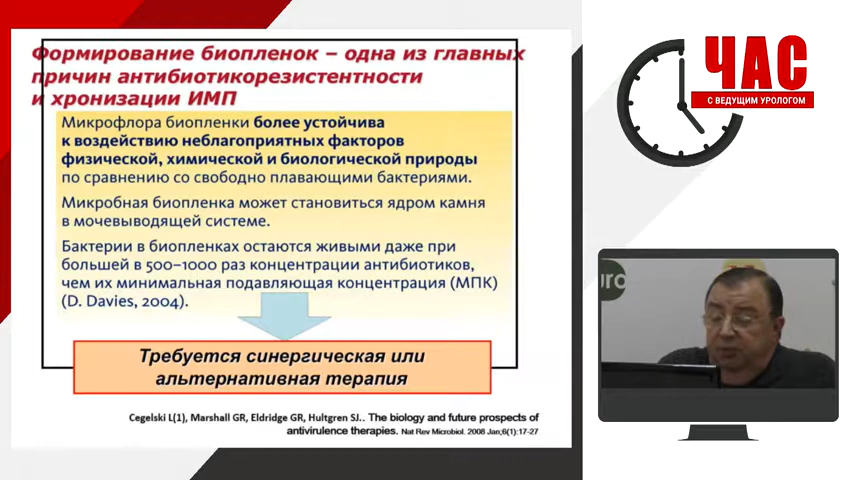 Формирование биопленок – одна из главных
причин антибиотикорезистентности
и хронизации ИМП
Микрофлора биопленки более устойчива
к воздействию неблагоприятных факторов
физической, химической и биологической природы
по сравнению со свободно плавающими бактериями.
Микробная биопленка может становиться ядром камня
в мочевыводящей системе.
Бактерии в биопленках остаются живыми даже при
большей в 500–1000 раз концентрации антибиотиков,
чем их минимальная подавляющая концентрация (МПК)
(D. Davies, 2004).
Требуется синергическая или
альтернативная терапия
Cegelski L(1), Marshall GR, Eldridge GR, Hultgren SJ.. The biology and future prospects of
antivirulence therapies. Nat Rev Microbiol. 2008 Jan;6(1):17-27
ЧАС
С ВЕДУЩИМ УРОЛОГОМ
uro